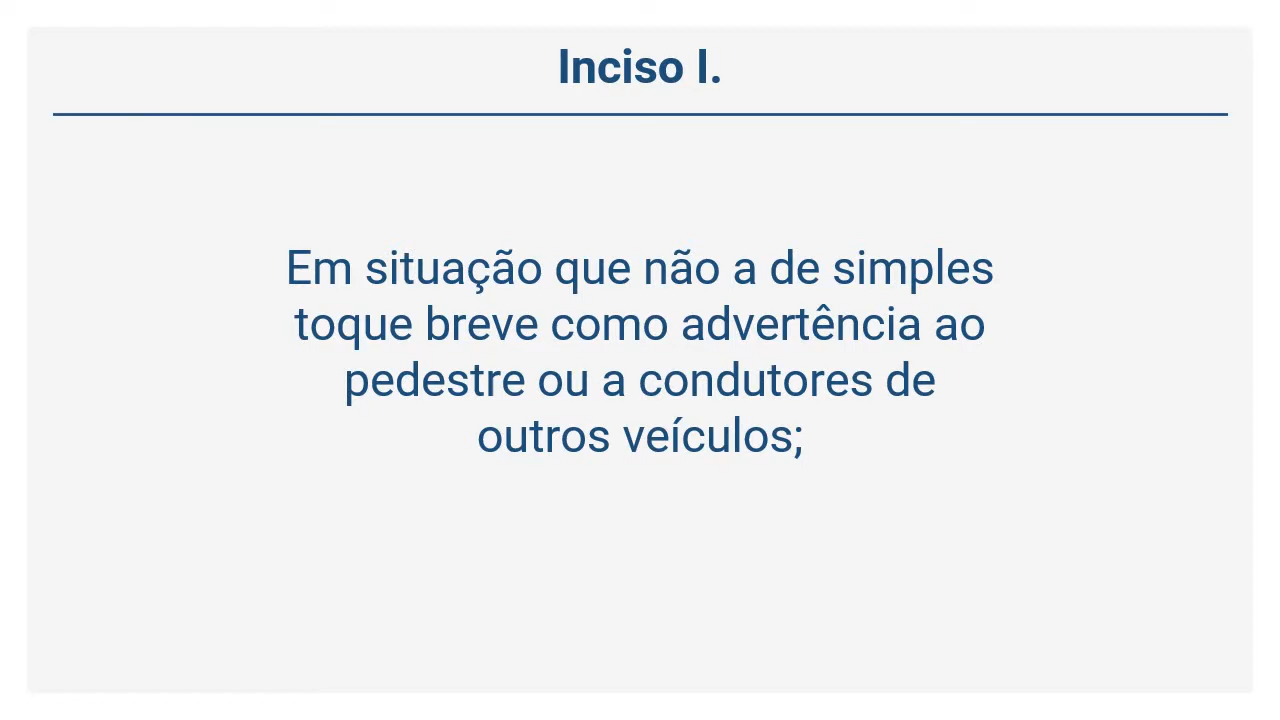 Inciso I.
Em situação que não a de simples
toque breve como advertência ao
pedestre ou a condutores de
outros veículos;